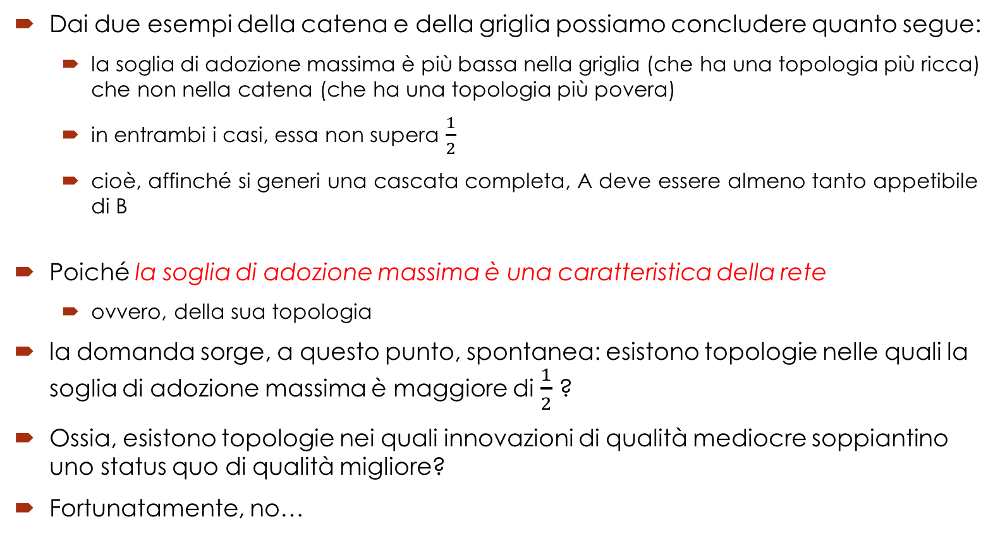 Dai due esempi della catena e della griglia possiamo concludere quanto segue:
la soglia di adozione massima è più bassa nella griglia (che ha una topologia più ricca)
che non nella catena (che ha una topologia più povera)
in entrambi i casi, essa non supera 1/2
cioè, affinché si generi una cascata completa, A deve essere almeno tanto appetibile
di B
Poiché la soglia di adozione massima è una caratteristica della rete
ovvero, della sua topologia
la domanda sorge, a questo punto, spontanea: esistono topologie nelle quali la
soglia di adozione massima è maggiore di 1/2 ?
Ossia, esistono topologie nei quali innovazioni di qualità mediocre soppiantino
uno status quo di qualità migliore?
Fortunatamente, no…